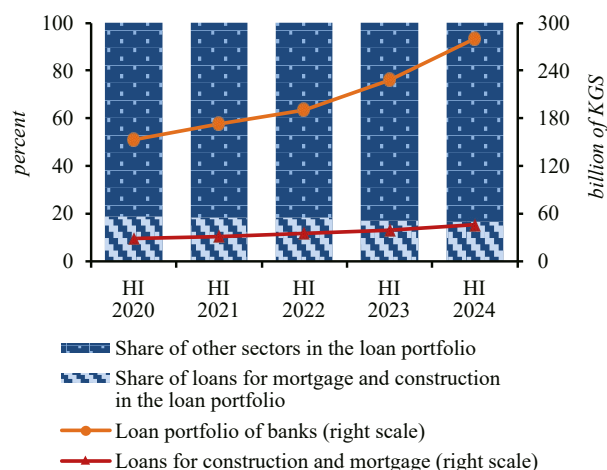 percent
100
80
60
40
20
0
300
240
180
120
60
0
billion of KGS
HI
2020
HI
2021
HI
2022
HI
2023
HI
2024
Share of other sectors in the loan portfolio
Share of loans for mortgage and construction
in the loan portfolio
Loan portfolio of banks (right scale)
Loans for construction and mortgage (right scale)